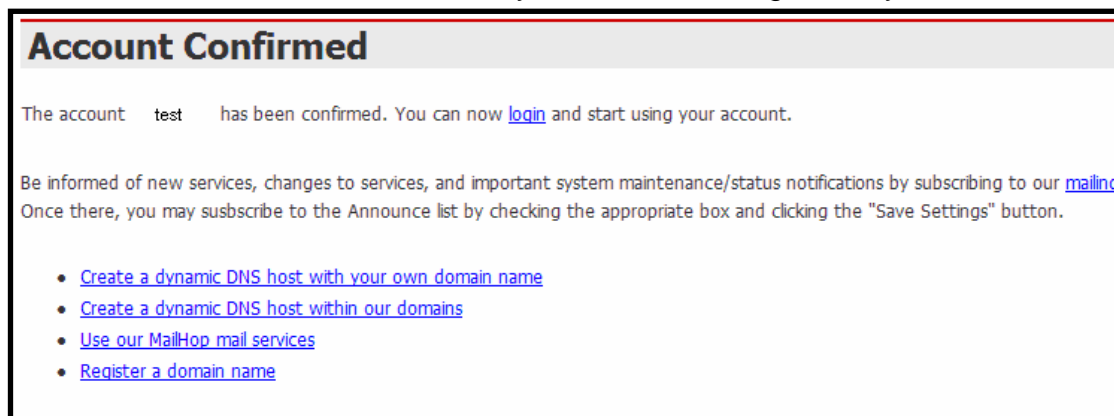 Account Confirmed
The account test has been confirmed. You can now login and start using your account.
Be informed of new services, changes to services, and important system maintenance/status notifications by subscribing to our mailing
Once there, you may susbscribe to the Announce list by checking the appropriate box and clicking the "Save Settings" button.
• Create a dynamic DNS host with your own domain name
• Create a dynamic DNS host within our domains
• Use our MailHop mail services
• Register a domain name